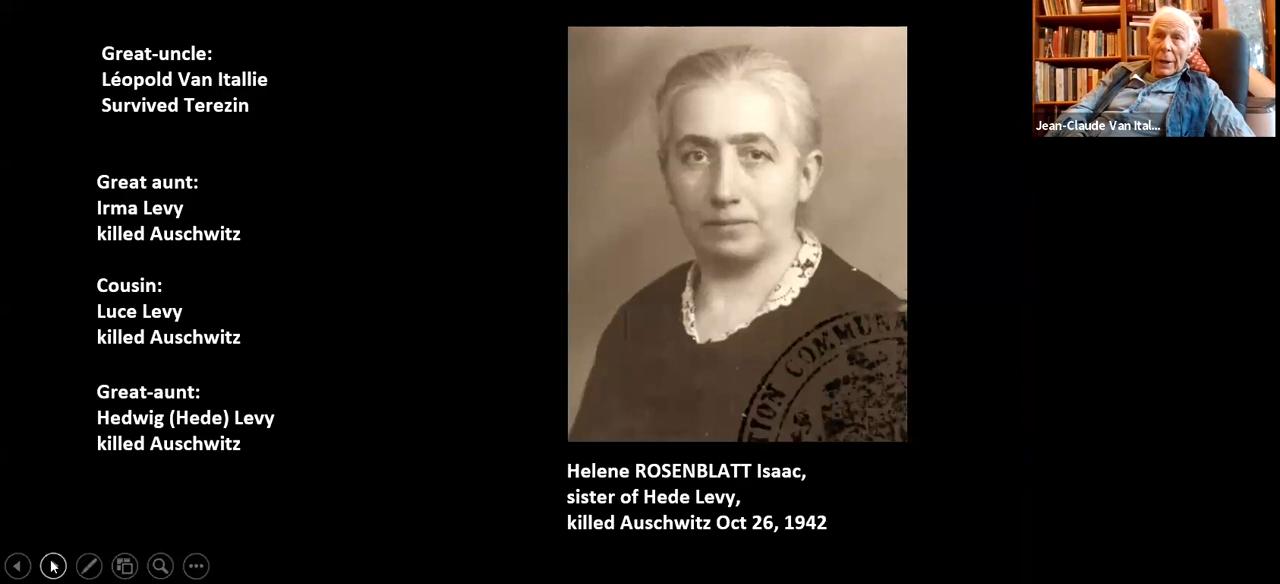 Great-uncle:
Léopold Van Itallie
Survived Terezin
Great aunt:
Irma Levy
killed Auschwitz
Cousin:
Luce Levy
killed Auschwitz
Great-aunt:
Hedwig (Hede) Levy
killed Auschwitz
TION COMMUNA
Helene ROSENBLATT Isaac,
sister of Hede Levy,
killed Auschwitz Oct 26, 1942
Jean-Claude Van Ital...